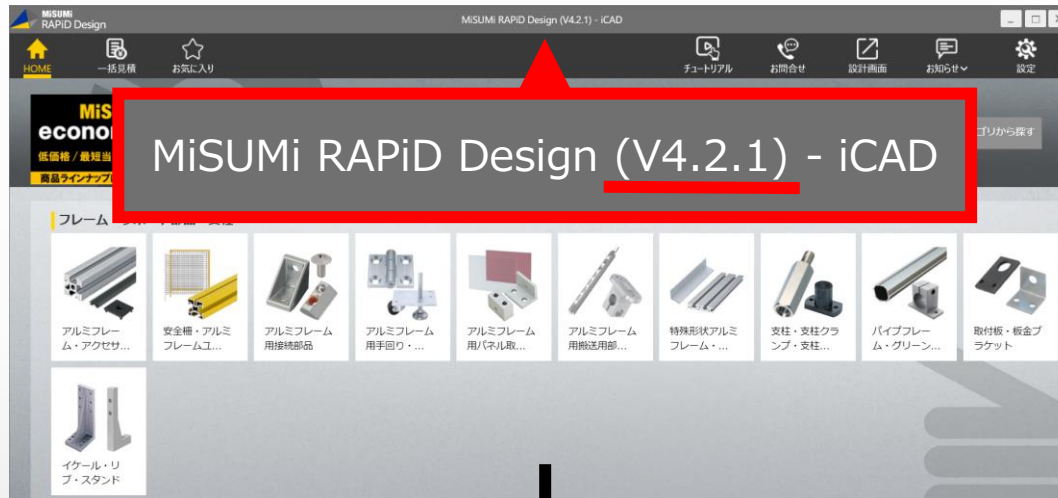 MiSUMi
RAPiD Design
MiSUMi RAPiD Design (V4.2.1) - iCAD
HOME
一括見積
お気に入り
チュートリアル
お問合せ
設計画面
お知らせ
設定
MiS
econo
低価格/最短当
商品ラインナップ
ゴリから探す
MiSUMi RAPiD Design (V4.2.1) - iCAD
フレーム
アルミフレー
ム・アクセサ...
安全柵・アルミ
フレームユ...
アルミフレーム
用接続部品
アルミフレーム
用手回り・...
アルミフレーム
用パネル取...
アルミフレーム
用搬送用部...
特殊形状アルミ
フレーム・...
支柱・支柱クラ
ンプ・支柱...
パイプフレー
ム・グリーン...
取付板・板金ブ
ラケット
イケール・リ
ブ・スタンド